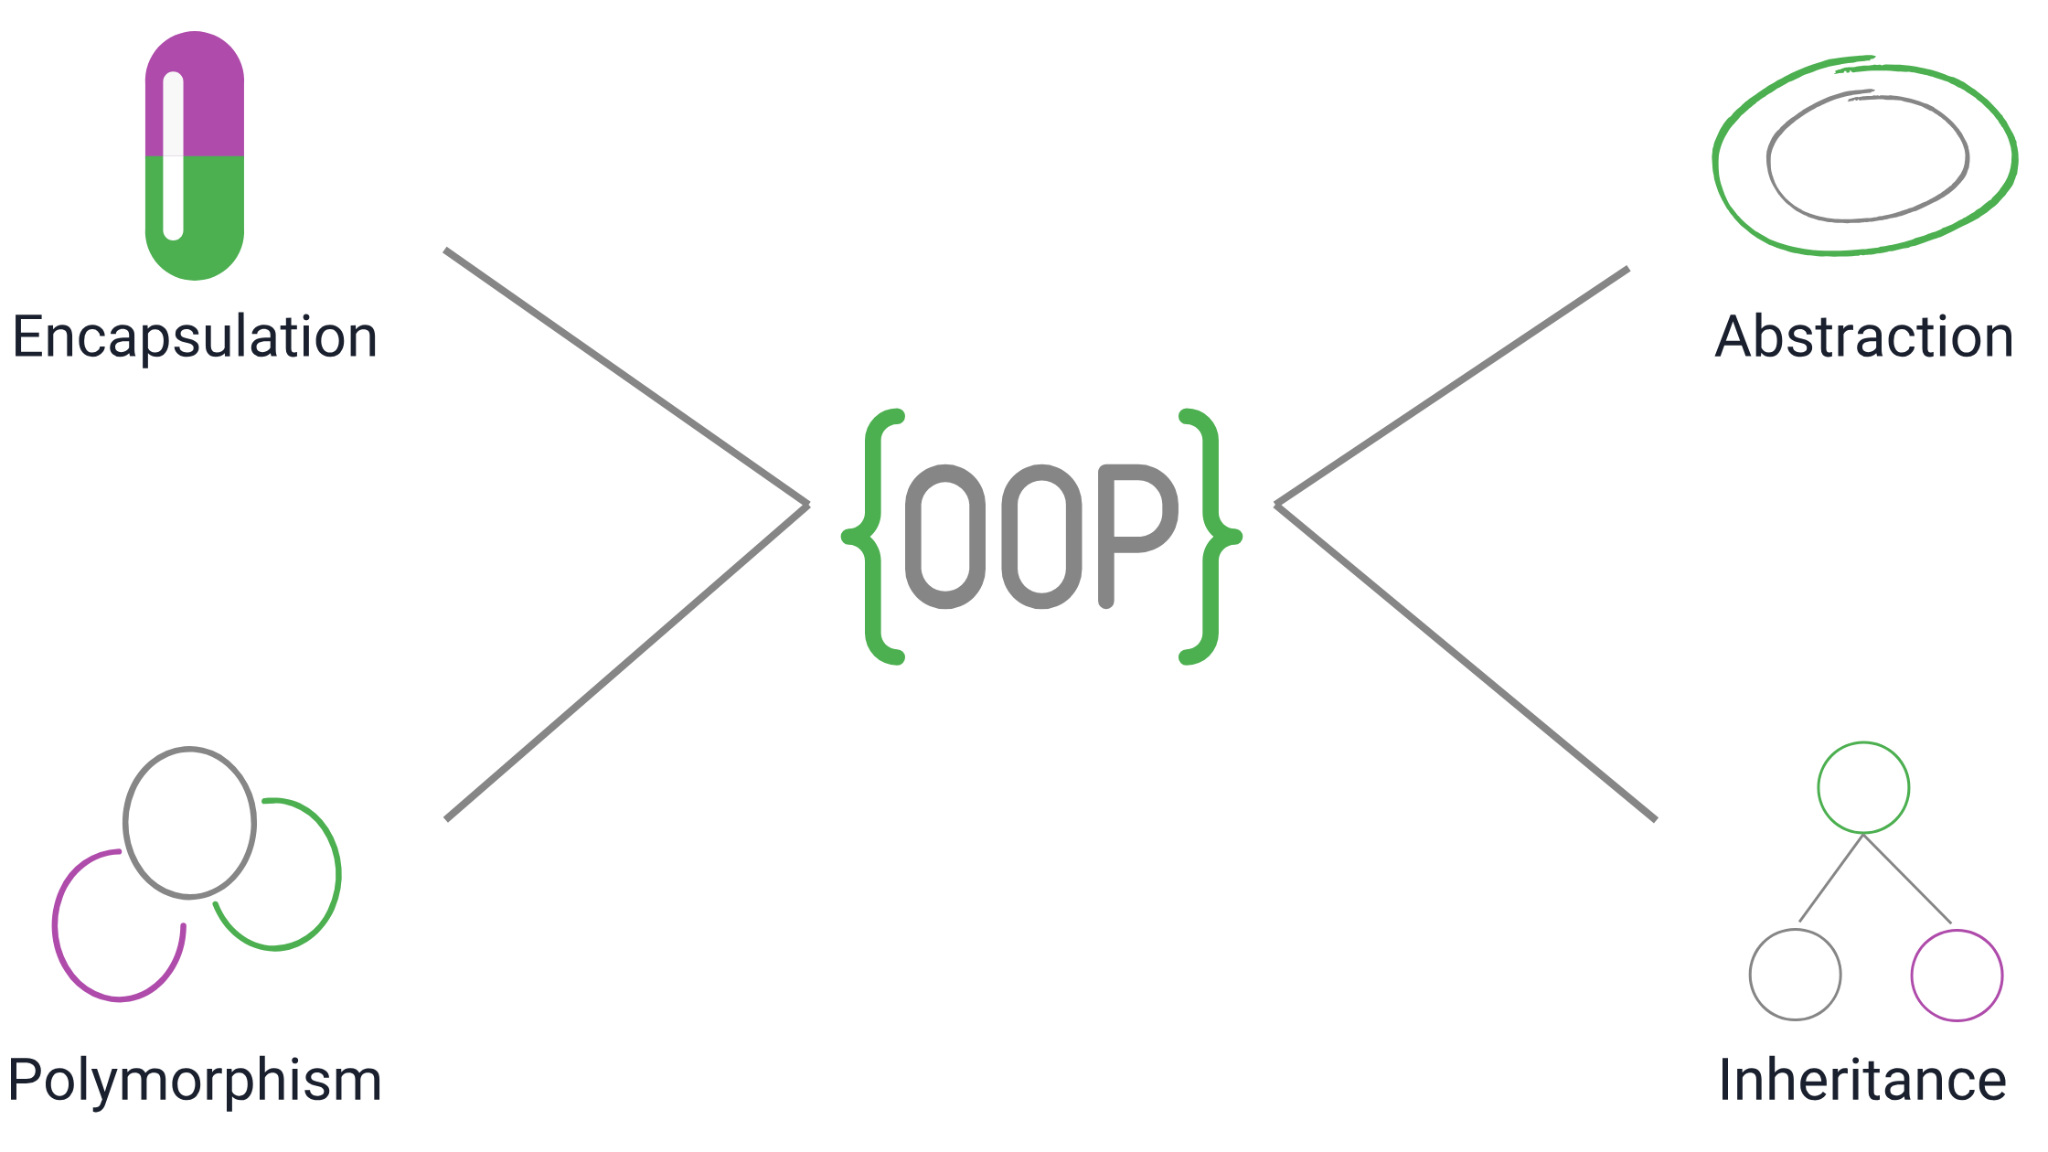 Encapsulation
Abstraction
{OOP}
Polymorphism
Inheritance